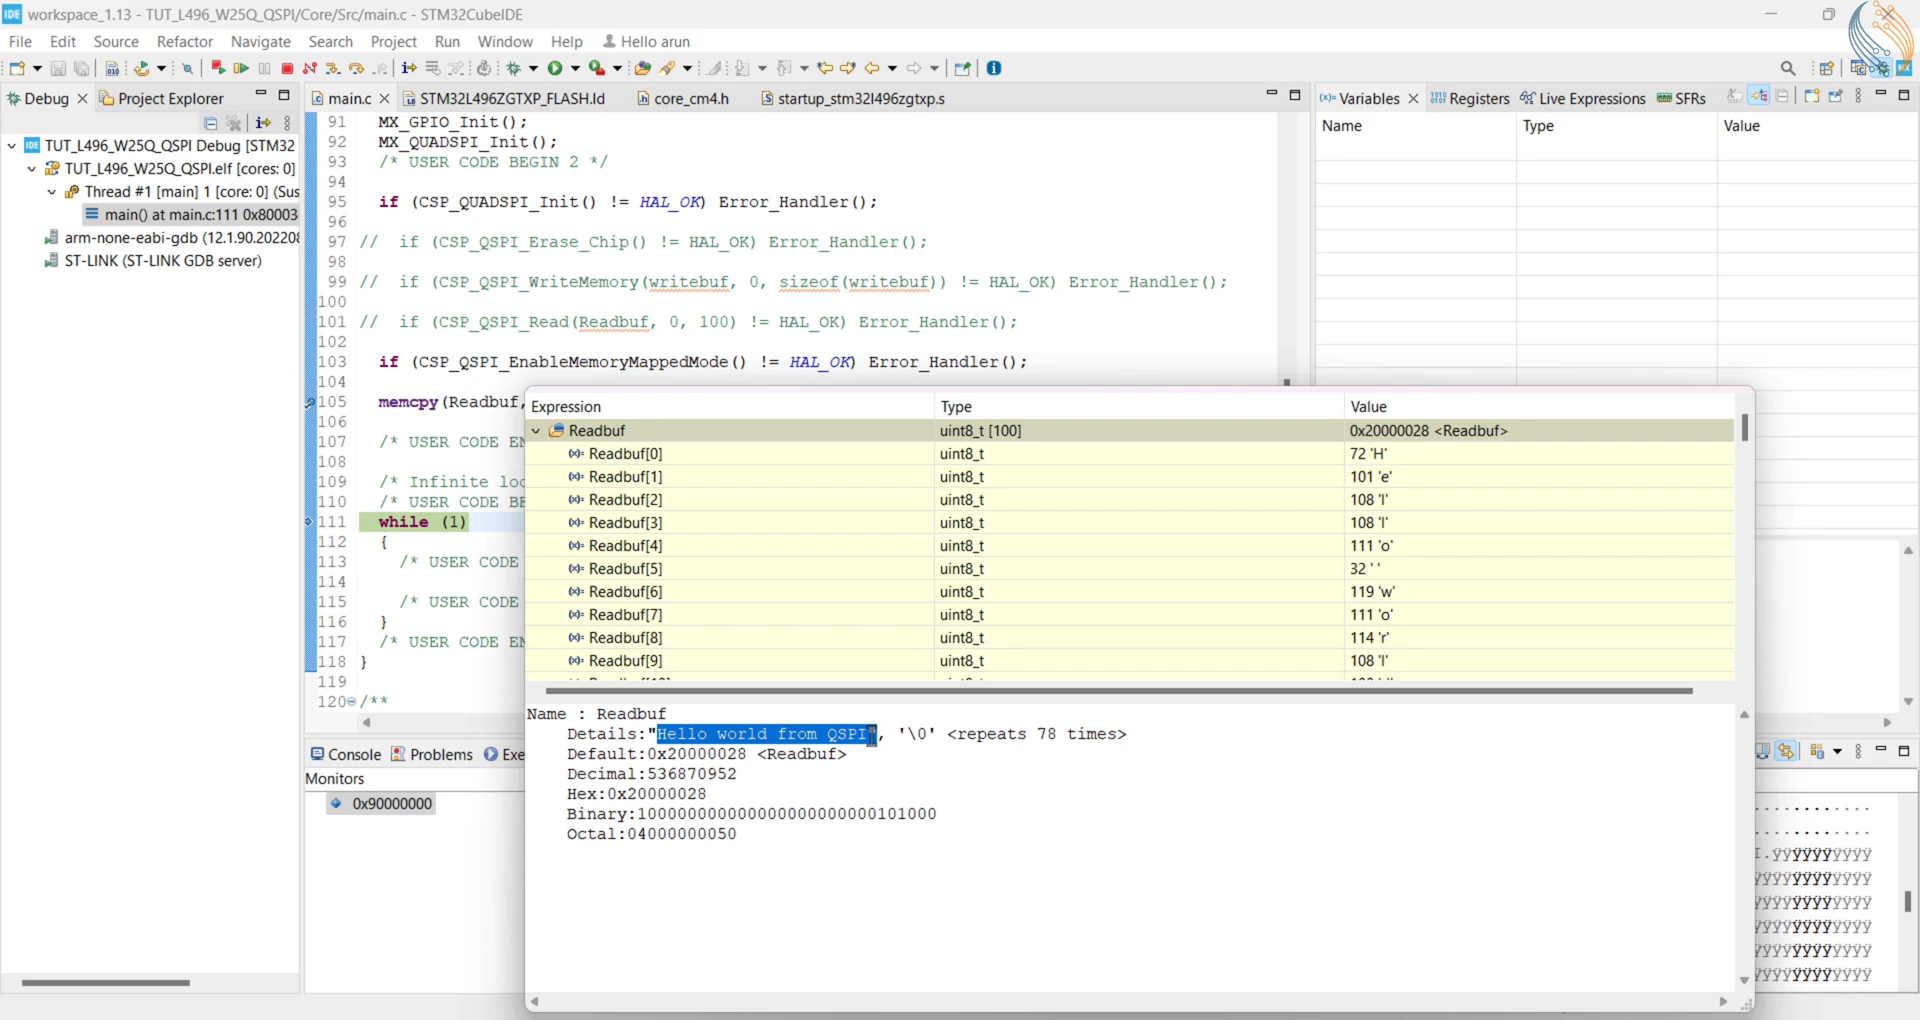 IDE workspace_1.13 - TUT_L496_W25Q_QSPI/Core/Src/main.c - STM32CubeIDE
File Edit Source Refactor Navigate Search Project Run Window Help Hello arun
Debug Project Explorer
TUT_L496_W25Q_QSPI Debug [STM32
TUT_L496_W25Q_QSPI.elf [cores: 0]
Thread #1 [main] 1 [core: 0] (Sus
main() at main.c:111 0x80003
arm-none-eabi-gdb (12.1.90.20220
ST-LINK (ST-LINK GDB server)
main.c STM32L496ZGTXP_FLASH.ld core_cm4.h startup_stm32l496zgtxp.s
91 MX_GPIO_Init();
92 MX_QUADSPI_Init();
93 /* USER CODE BEGIN 2 */
94
95 if (CSP_QUADSPI_Init() != HAL_OK) Error_Handler();
96
97 // if (CSP_QSPI_Erase_Chip() != HAL_OK) Error_Handler();
98
99 // if (CSP_QSPI_WriteMemory(writebuf, 0, sizeof(writebuf)) != HAL_OK) Error_Handler();
100
101 // if (CSP_QSPI_Read(Readbuf, 0, 100) != HAL_OK) Error_Handler();
102
103 if (CSP_QSPI_EnableMemoryMappedMode() != HAL_OK) Error_Handler();
104
105 memcpy(Readbuf,
106
107 /* USER CODE EN
108
109 /* Infinite loo
110 /* USER CODE BE
111 while (1)
112 {
113 /* USER CODE
114
115 /* USER CODE
116 }
117 /* USER CODE EN
118 }
119
120 /**
Variables Registers Live Expressions SFRs
Name Type Value
Expression Type Value
Readbuf uint8_t [100] 0x20000028 <Readbuf>
Readbuf[0] uint8_t 72 'H'
Readbuf[1] uint8_t 101 'e'
Readbuf[2] uint8_t 108 'l'
Readbuf[3] uint8_t 108 'l'
Readbuf[4] uint8_t 111 'o'
Readbuf[5] uint8_t 32 ' '
Readbuf[6] uint8_t 119 'w'
Readbuf[7] uint8_t 111 'o'
Readbuf[8] uint8_t 114 'r'
Readbuf[9] uint8_t 108 'l'
Name : Readbuf
Details:"Hello world from QSPI", '\0' <repeats 78 times>
Default:0x20000028 <Readbuf>
Decimal:536870952
Hex:0x20000028
Binary:100000000000000000000000101000
Octal:04000000050
Console Problems Exe
Monitors
0x90000000
. . . . . . . . . . .
. . . . . . . . . . .
I.ÿÿÿÿÿÿÿÿÿ
ÿÿÿÿÿÿÿÿÿÿÿ
ÿÿÿÿÿÿÿÿÿÿÿ
ÿÿÿÿÿÿÿÿÿÿÿ
ÿÿÿÿÿÿÿÿÿÿÿ
ÿÿÿÿÿÿÿÿÿÿÿ